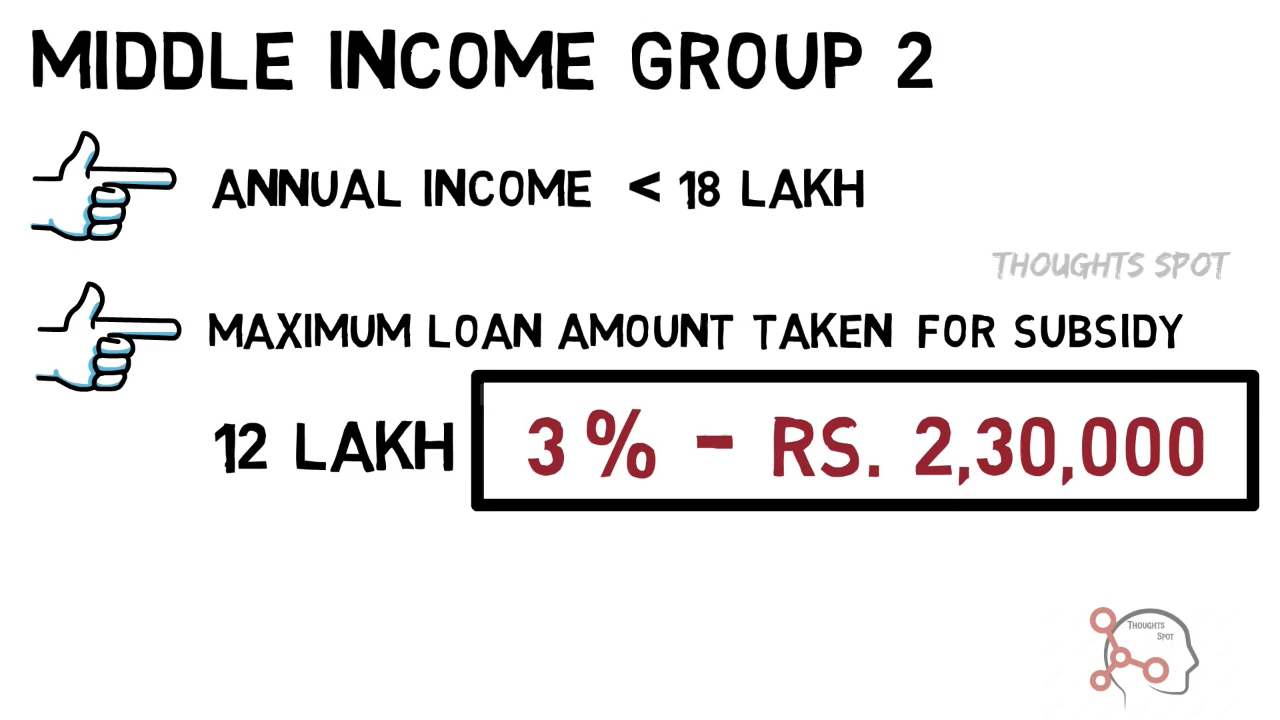 MIDDLE INCOME GROUP 2
ANNUAL INCOME < 18 LAKH
THOUGHTS SPOT
MAXIMUM LOAN AMOUNT TAKEN FOR SUBSIDY
12 LAKH 3% - RS. 2,30,000
THOUGHTS
SPOT